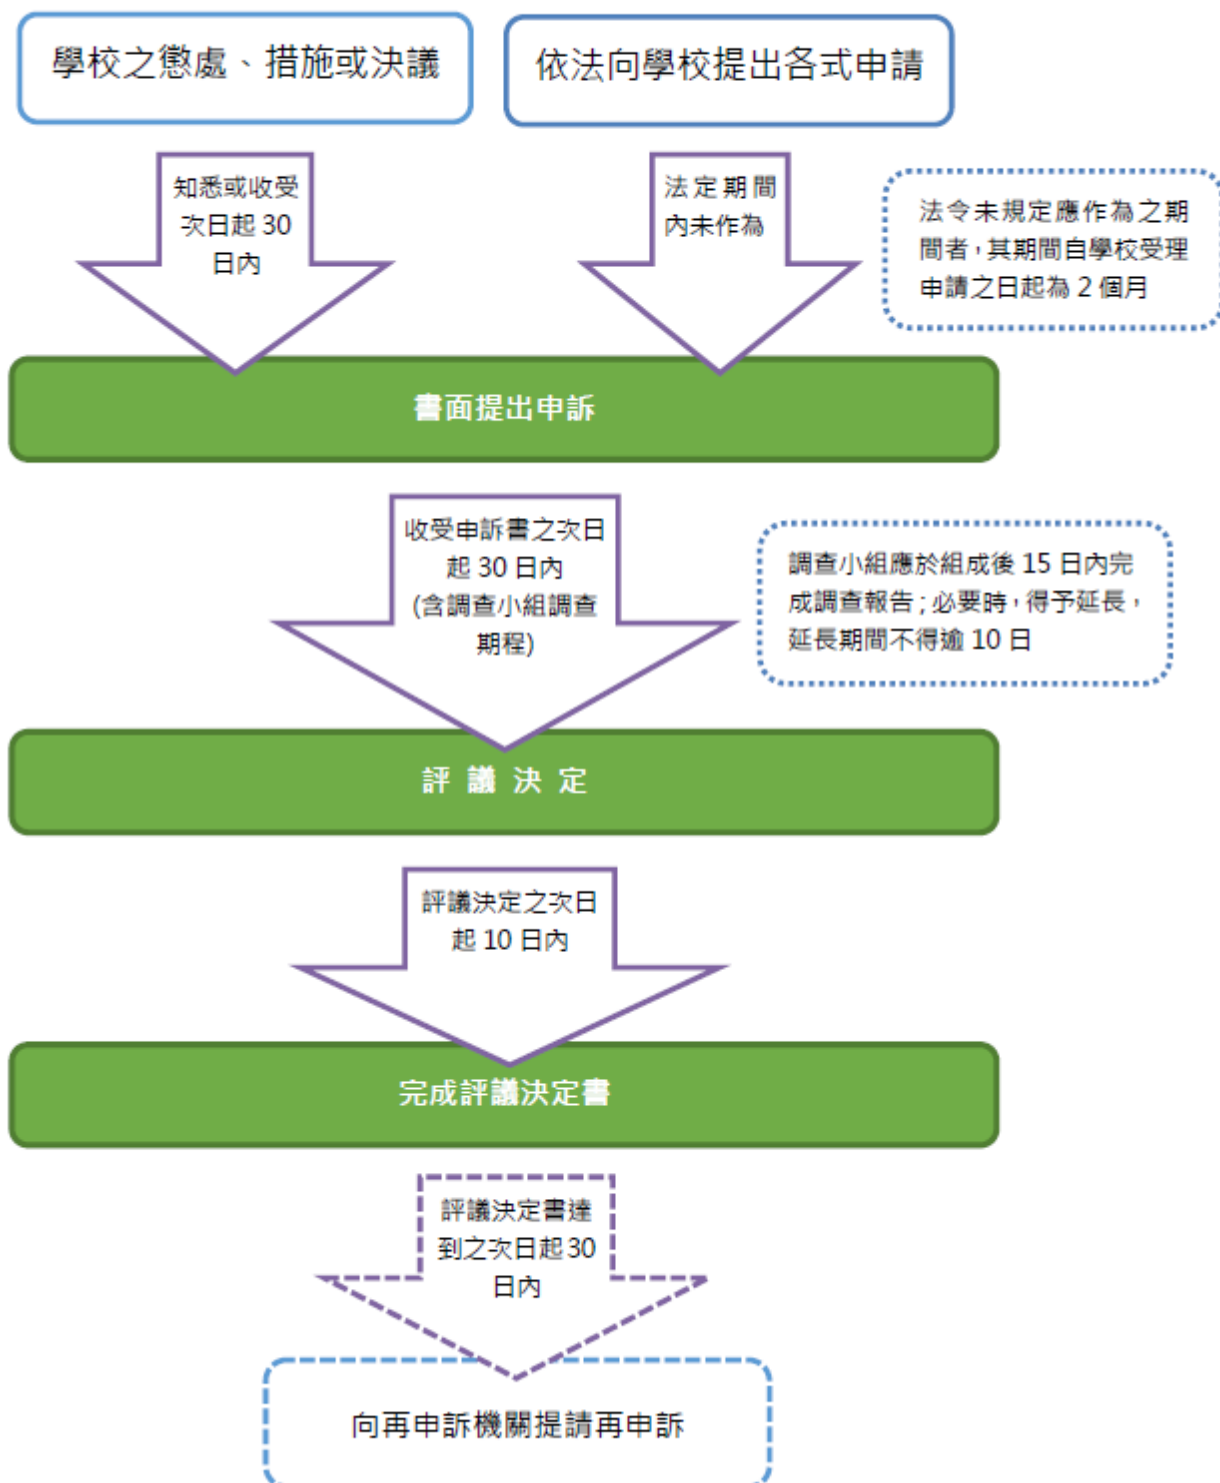 學校之懲處、措施或決議
依法向學校提出各式申請
知悉或收受
次日起 30
日內
法定期間
內未作為
法令未規定應作為之期
間者，其期間自學校受理
申請之日起為 2 個月
書面提出申訴
收受申訴書之次日
起 30 日內
(含調查小組調查
期程)
調查小組應於組成後 15 日內完
成調查報告；必要時，得予延長，
延長期間不得逾 10 日
評 議 決 定
評議決定之次日
起 10 日內
完成評議決定書
評議決定書達
到之次日起 30
日內
向再申訴機關提請再申訴